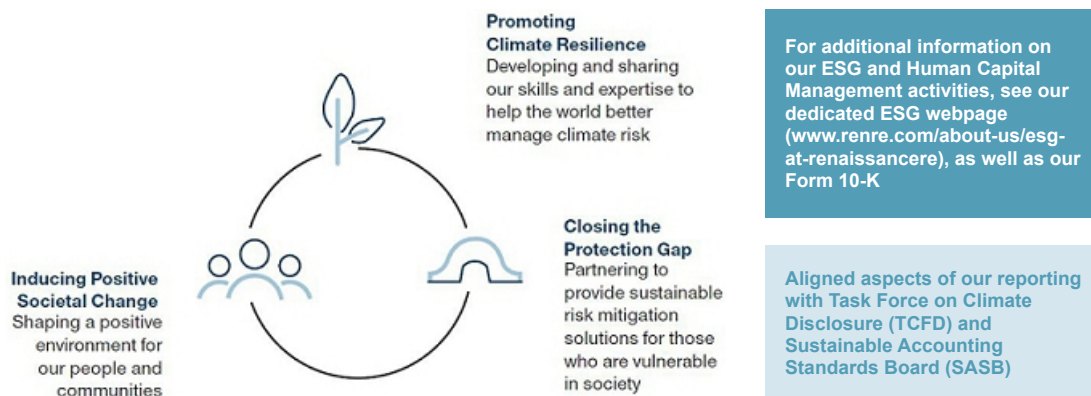 Promoting
Climate Resilience
Developing and sharing
our skills and expertise to
help the world better
manage climate risk
Closing the
Protection Gap
Partnering to
provide sustainable
risk mitigation
solutions for those
who are vulnerable
in society
Inducing Positive
Societal Change
Shaping a positive
environment for
our people and
communities
For additional information on
our ESG and Human Capital
Management activities, see our
dedicated ESG webpage
(www.renre.com/about-us/esg-
at-renaissancere), as well as our
Form 10-K
Aligned aspects of our reporting
with Task Force on Climate
Disclosure (TCFD) and
Sustainable Accounting
Standards Board (SASB)